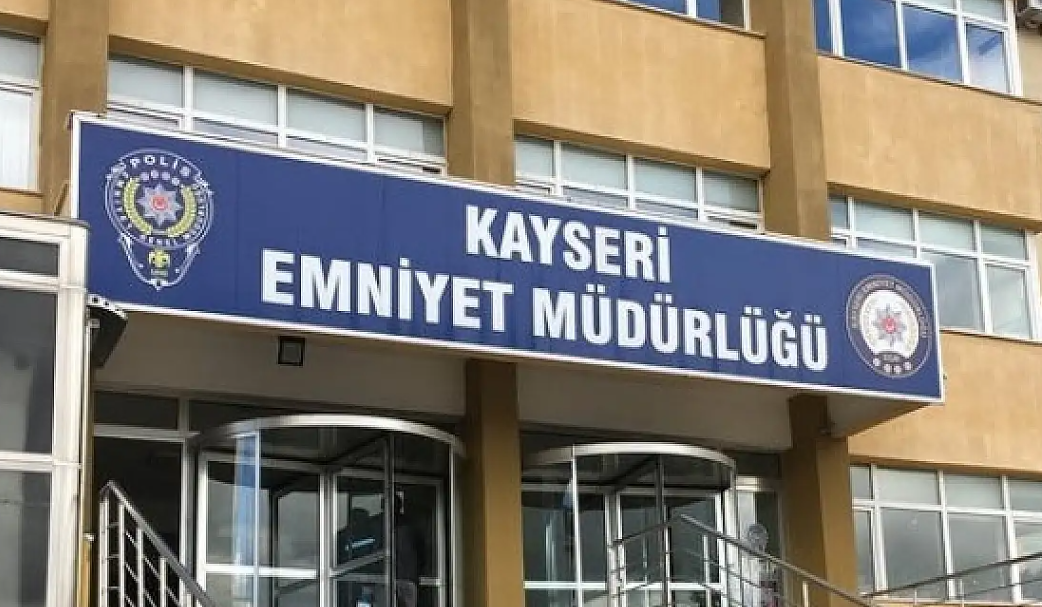 KAYSERİ
EMNİYET MÜDÜRLÜĞÜ
POLİS